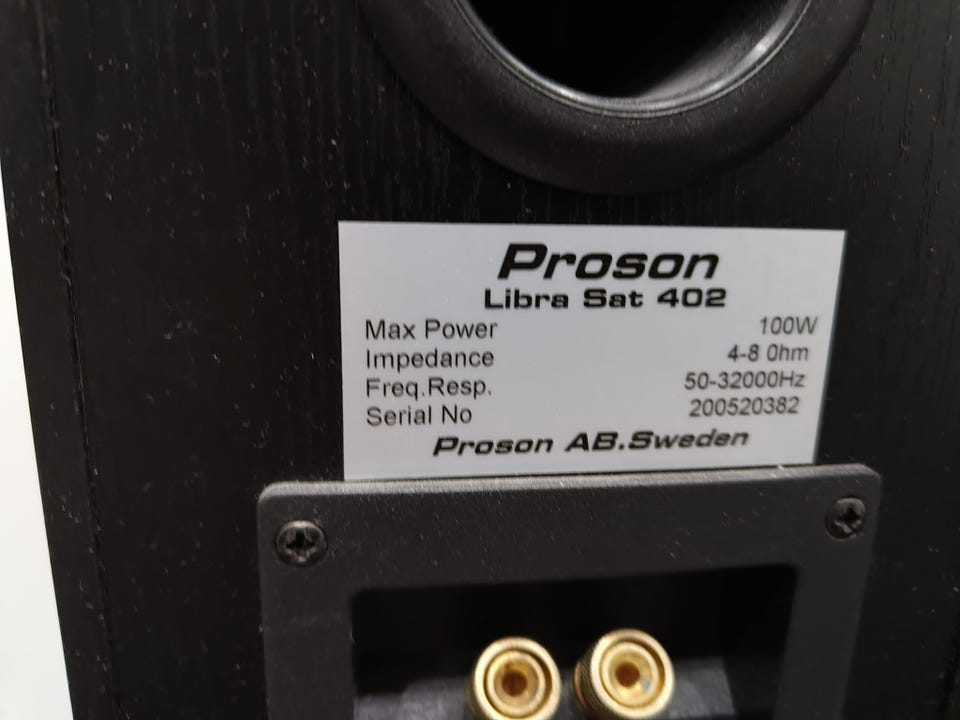 Proson
Libra Sat 402
Max Power 100W
Impedance 4-8 Ohm
Freq.Resp. 50-32000Hz
Serial No 200520382
Proson AB.Sweden